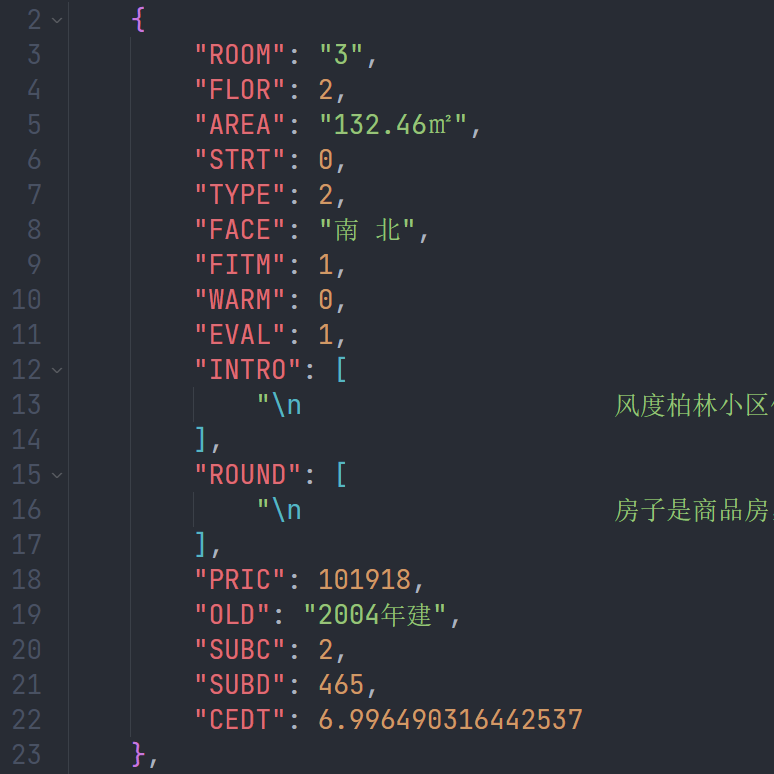 2 {
3 "ROOM": "3",
4 "FLOR": 2,
5 "AREA": "132.46㎡",
6 "STRT": 0,
7 "TYPE": 2,
8 "FACE": "南 北",
9 "FITM": 1,
10 "WARM": 0,
11 "EVAL": 1,
12 "INTRO": [
13 "\n 风度柏林小区
14 ],
15 "ROUND": [
16 "\n 房子是商品房
17 ],
18 "PRIC": 101918,
19 "OLD": "2004年建",
20 "SUBC": 2,
21 "SUBD": 465,
22 "CEDT": 6.996490316442537
23 },